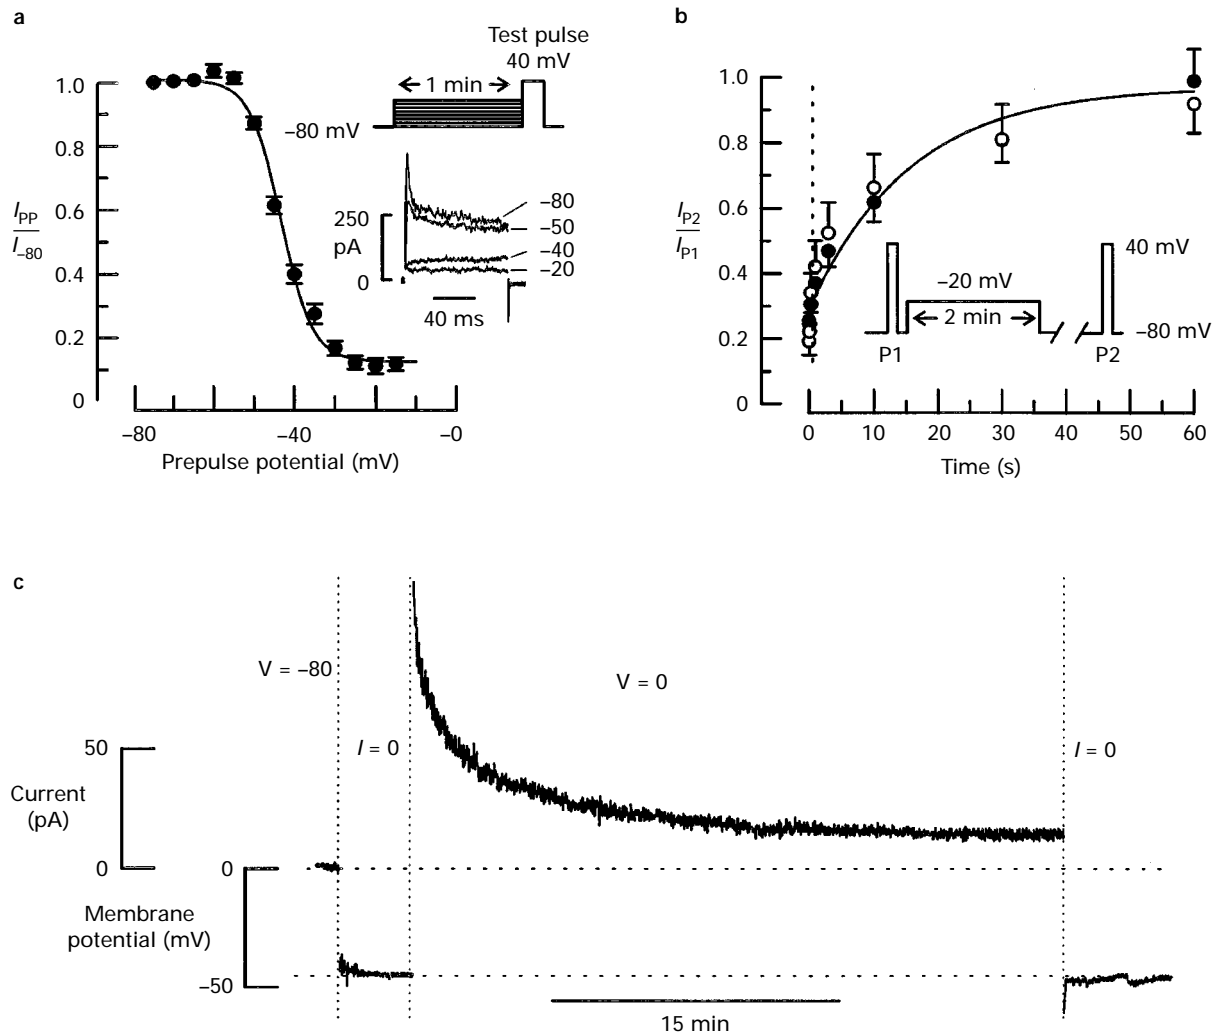 a
Test pulse
40 mV
1 min
–80 mV
1.0
0.8
0.6
0.4
0.2
0
I_PP
I_–80
250
pA
0
–80
–50
–40
–20
40 ms
–80
–40
–0
Prepulse potential (mV)
b
1.0
0.8
0.6
0.4
0.2
0
I_P2
I_P1
40 mV
–20 mV
2 min
–80 mV
P1
P2
0
10
20
30
40
50
60
Time (s)
c
V = –80
V = 0
I = 0
I = 0
50
Current
(pA)
0
0
Membrane
potential (mV)
–50
15 min